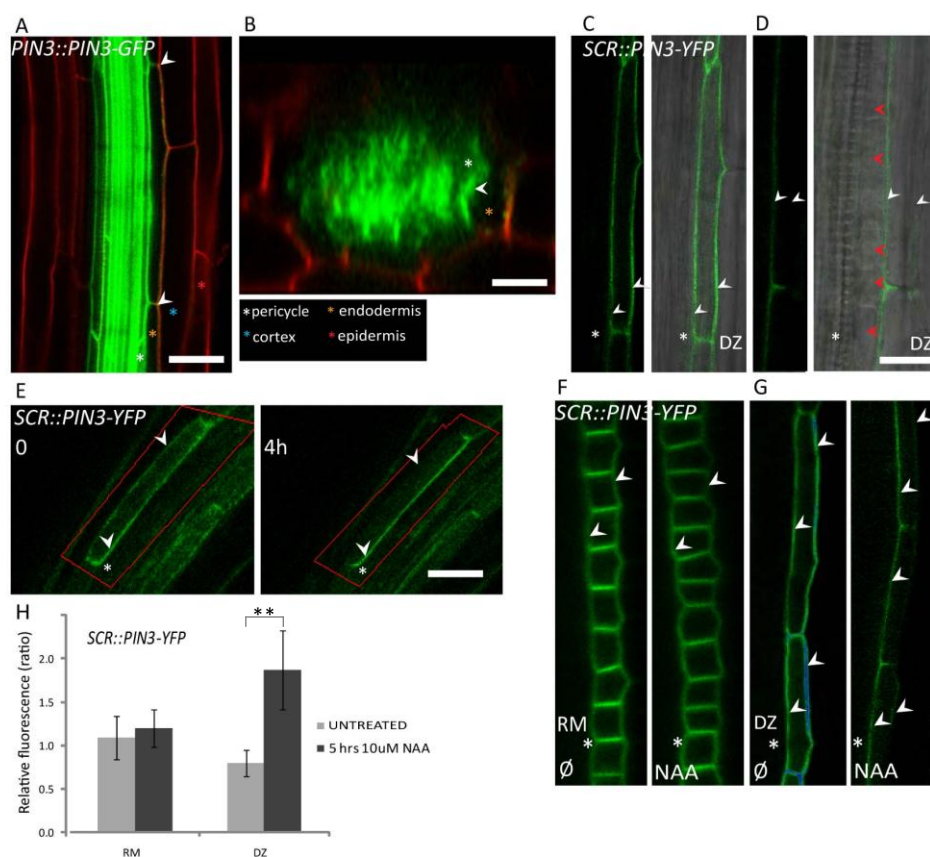 A
PIN3::PIN3-GFP
B
C
SCR::PIN3-YFP
D
*pericycle
*endodermis
*cortex
*epidermis
DZ
DZ
E
SCR::PIN3-YFP
0
4h
F
SCR::PIN3-YFP
G
RM
Ø
NAA
DZ
Ø
NAA
H
SCR::PIN3-YFP
**
Relative fluorescence (ratio)
2.0
1.5
1.0
0.5
0.0
UNTREATED
5 hrs 10uM NAA
RM
DZ